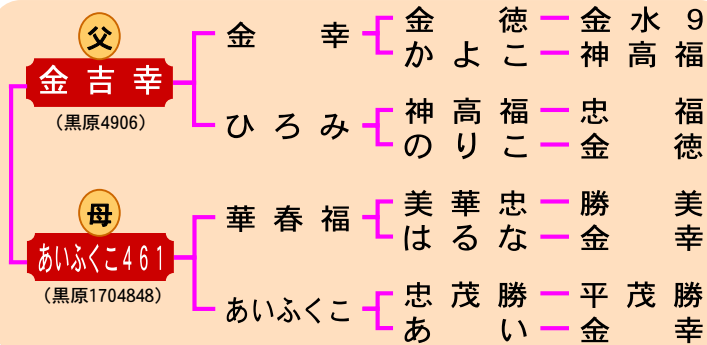 父
金吉幸
(黒原4906)
金幸
金徳
金水9
かよこ
神高福
ひろみ
神高福
忠福
のりこ
金徳
母
あいふくこ461
(黒原1704848)
華春福
美華忠
勝美
はるな
金幸
あいふくこ
忠茂勝
平茂勝
あい
金幸